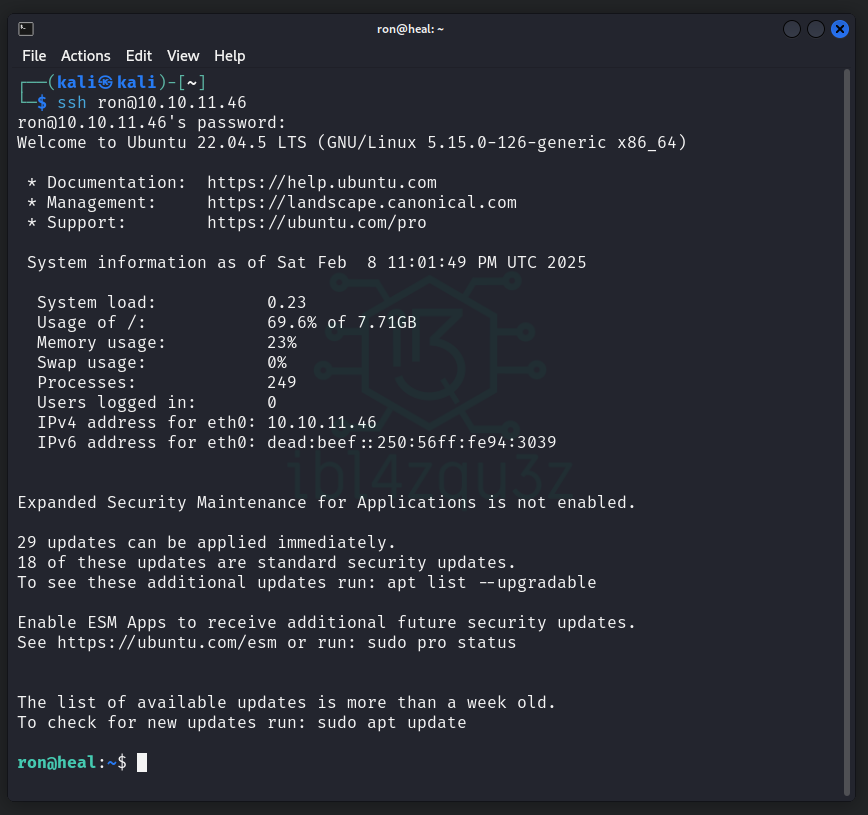 ron@heal: ~
File Actions Edit View Help
┌──(kali㉿kali)-[~]
└─$ ssh ron@10.10.11.46
ron@10.10.11.46's password:
Welcome to Ubuntu 22.04.5 LTS (GNU/Linux 5.15.0-126-generic x86_64)
* Documentation: https://help.ubuntu.com
* Management: https://landscape.canonical.com
* Support: https://ubuntu.com/pro
System information as of Sat Feb 8 11:01:49 PM UTC 2025
System load: 0.23
Usage of /: 69.6% of 7.71GB
Memory usage: 23%
Swap usage: 0%
Processes: 249
Users logged in: 0
IPv4 address for eth0: 10.10.11.46
IPv6 address for eth0: dead:beef::250:56ff:fe94:3039
Expanded Security Maintenance for Applications is not enabled.
29 updates can be applied immediately.
18 of these updates are standard security updates.
To see these additional updates run: apt list --upgradable
Enable ESM Apps to receive additional future security updates.
See https://ubuntu.com/esm or run: sudo pro status
The list of available updates is more than a week old.
To check for new updates run: sudo apt update
ron@heal:~$